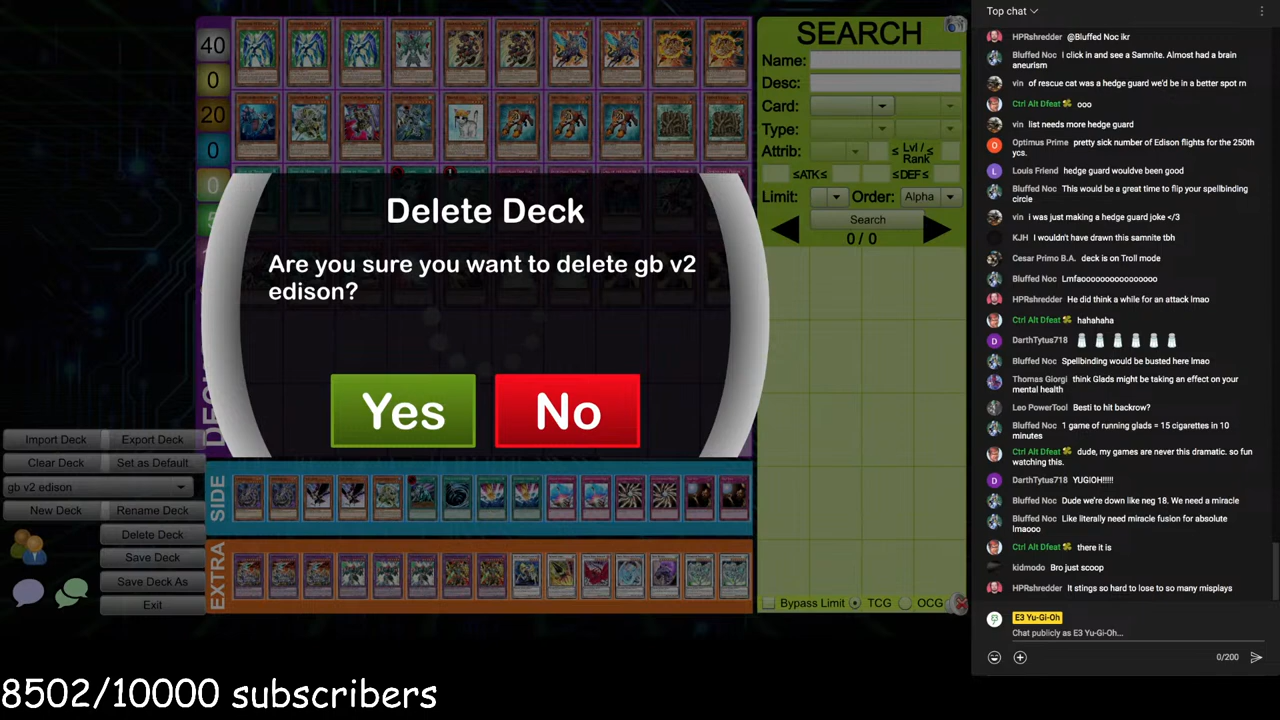 40
0
20
0
0
SEARCH
Name:
Desc:
Card:
Type:
Attrib:
≤ Lvl / ≤
Rank
≤ATK≤
≤DEF≤
Limit:
Order:
Alpha
Search
0 / 0
Delete Deck
Are you sure you want to delete gb v2
edison?
Yes
No
Import Deck
Export Deck
Clear Deck
Set as Default
gb v2 edison
New Deck
Rename Deck
Delete Deck
Save Deck
Save Deck As
Exit
SIDE
EXTRA
Bypass Limit
TCG
OCG
8502/10000 subscribers
Top chat
HPRshredder @Bluffed Noc ikr
Bluffed Noc I click in and see a Samnite. Almost had a brain
aneurism
vin of rescue cat was a hedge guard we'd be in a better spot rn
Ctrl Alt Dfeat 🍀 ooo
vin list needs more hedge guard
Optimus Prime pretty sick number of Edison flights for the 250th
ycs.
Louis Friend hedge guard wouldve been good
Bluffed Noc This would be a great time to flip your spellbinding
circle
vin i was just making a hedge guard joke </3
KJH I wouldn't have drawn this samnite tbh
Cesar Primo B.A. deck is on Troll mode
Bluffed Noc Lmfaoooooooooooooooo
HPRshredder He did think a while for an attack lmao
Ctrl Alt Dfeat 🍀 hahahaha
DarthTytus718 🧂 🧂 🧂 🧂 🧂 🧂
Bluffed Noc Spellbinding would be busted here lmao
Thomas Giorgi think Glads might be taking an effect on your
mental health
Leo PowerTool Besti to hit backrow?
Bluffed Noc 1 game of running glads = 15 cigarettes in 10
minutes
Ctrl Alt Dfeat 🍀 dude, my games are never this dramatic. so fun
watching this.
DarthTytus718 YUGIOH!!!!!
Bluffed Noc Dude we're down like neg 18. We need a miracle
Bluffed Noc Like literally need miracle fusion for absolute
lmaooo
Ctrl Alt Dfeat 🍀 there it is
kidmodo Bro just scoop
HPRshredder It stings so hard to lose to so many misplays
E3 Yu-Gi-Oh
Chat publicly as E3 Yu-Gi-Oh...
0/200